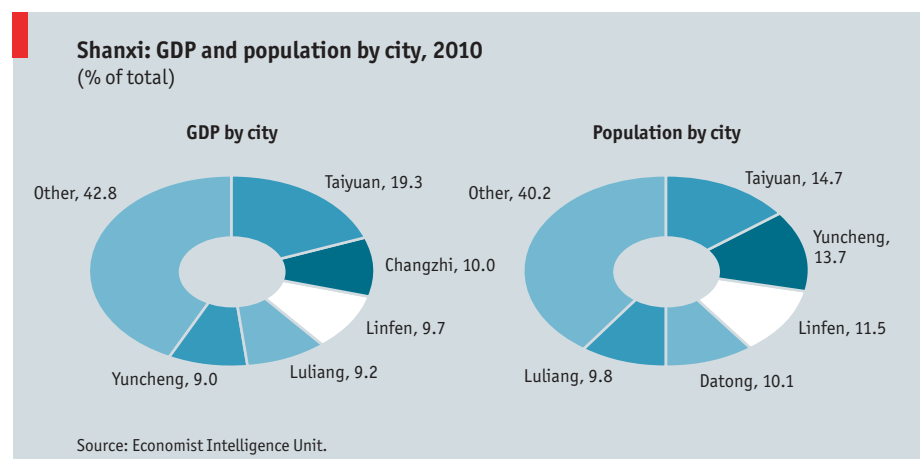 Shanxi: GDP and population by city, 2010
(% of total)
GDP by city
Other, 42.8
Taiyuan, 19.3
Changzhi, 10.0
Linfen, 9.7
Luliang, 9.2
Yuncheng, 9.0
Population by city
Other, 40.2
Taiyuan, 14.7
Yuncheng,
13.7
Linfen, 11.5
Datong, 10.1
Luliang, 9.8
Source: Economist Intelligence Unit.